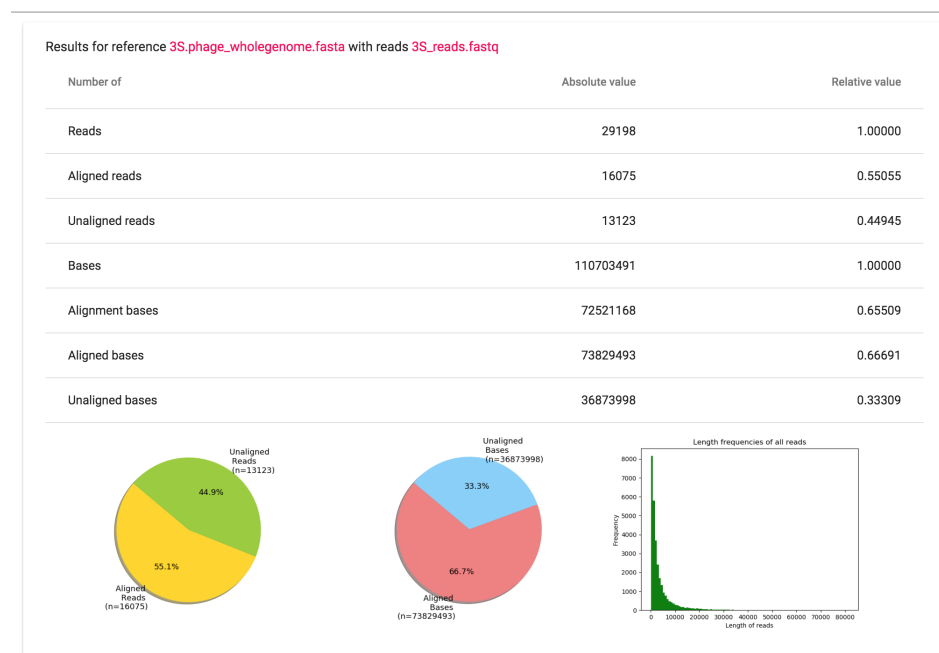 Results for reference 3S.phage_wholegenome.fasta with reads 3S_reads.fastq
Number of Absolute value Relative value
Reads 29198 1.00000
Aligned reads 16075 0.55055
Unaligned reads 13123 0.44945
Bases 110703491 1.00000
Alignment bases 72521168 0.65509
Aligned bases 73829493 0.66691
Unaligned bases 36873998 0.33309
Unaligned
Reads
(n=13123)
44.9%
55.1%
Aligned
Reads
(n=16075)
Unaligned
Bases
(n=36873998)
33.3%
66.7%
Aligned
Bases
(n=73829493)
Length frequencies of all reads
8000
7000
6000
5000
4000
3000
2000
1000
0
Frequency
0 10000 20000 30000 40000 50000 60000 70000 80000
Length of reads